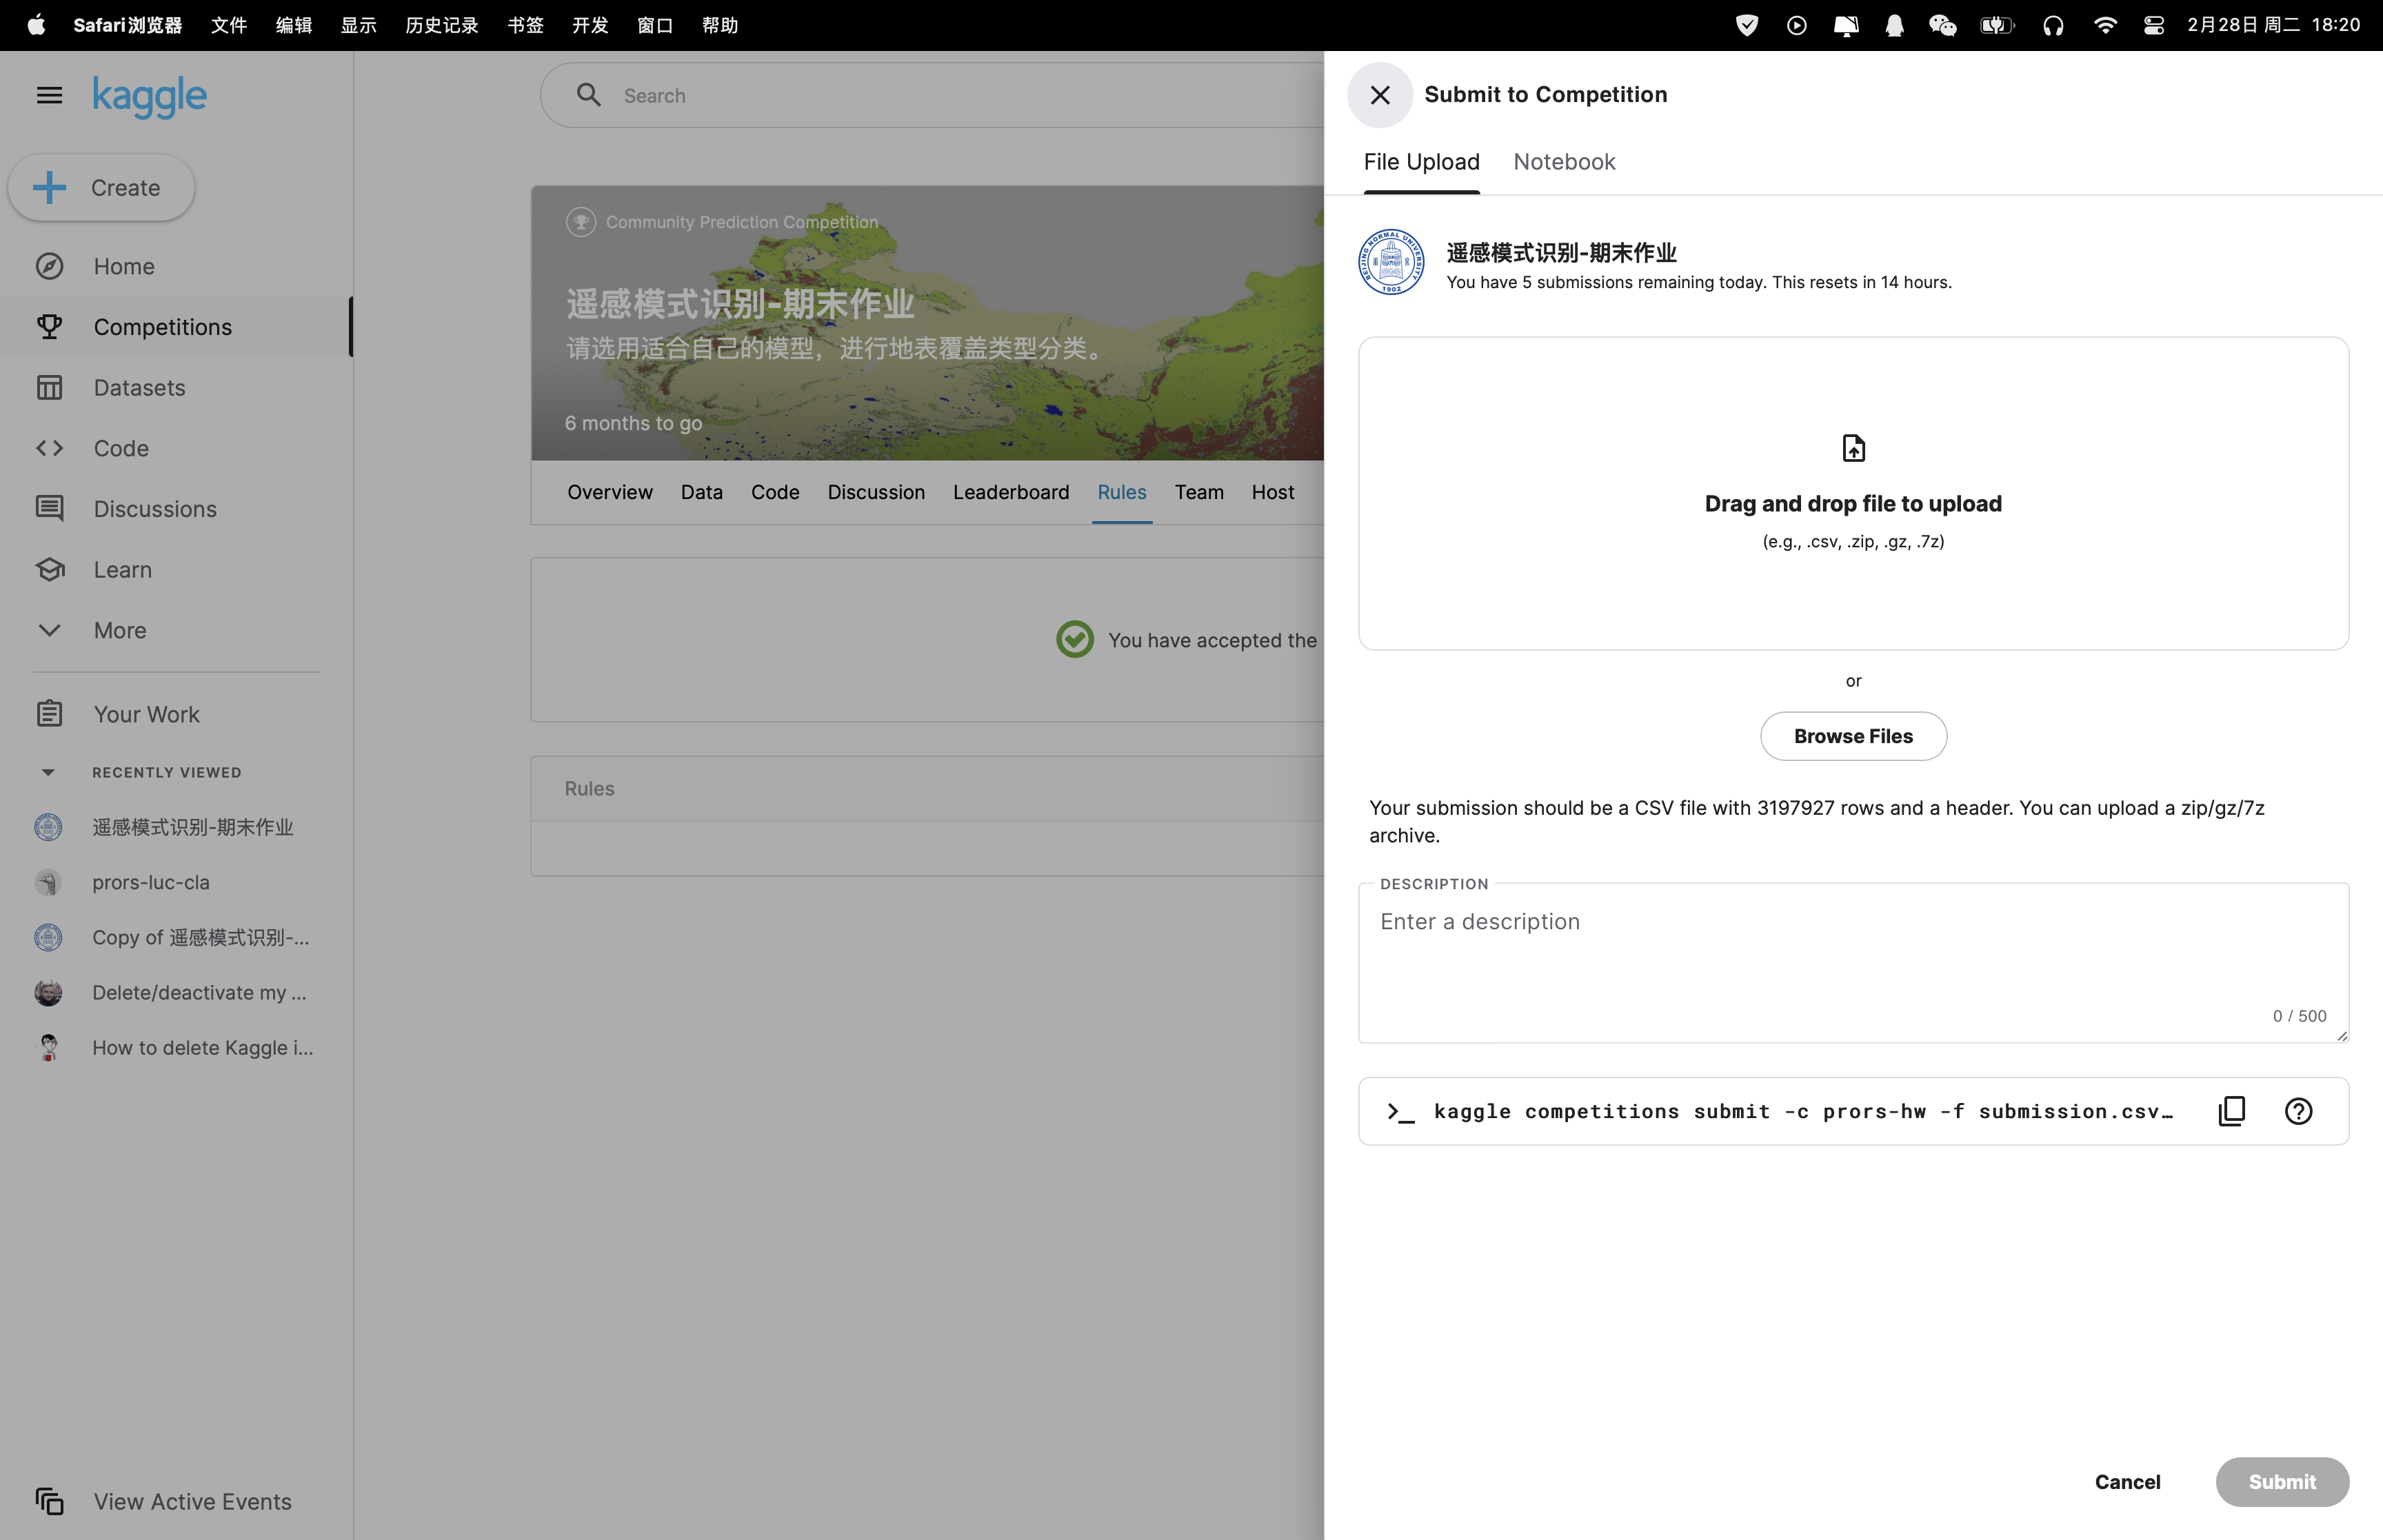 Safari浏览器 文件 编辑 显示 历史记录 书签 开发 窗口 帮助 2月28日 周二 18:20
kaggle
Create
Home
Competitions
Datasets
Code
Discussions
Learn
More
Your Work
RECENTLY VIEWED
遥感模式识别-期末作业
prors-luc-cla
Copy of 遥感模式识别-...
Delete/deactivate my ...
How to delete Kaggle i...
View Active Events
Search
Community Prediction Competition
遥感模式识别-期末作业
请选用适合自己的模型，进行地表覆盖类型分类。
6 months to go
Overview Data Code Discussion Leaderboard Rules Team Host
You have accepted the
Rules
Submit to Competition
File Upload Notebook
BEIJING NORMAL UNIVERSITY
1902
遥感模式识别-期末作业
You have 5 submissions remaining today. This resets in 14 hours.
Drag and drop file to upload
(e.g., .csv, .zip, .gz, .7z)
or
Browse Files
Your submission should be a CSV file with 3197927 rows and a header. You can upload a zip/gz/7z
archive.
DESCRIPTION
Enter a description
0 / 500
kaggle competitions submit -c prors-hw -f submission.csv…
Cancel Submit